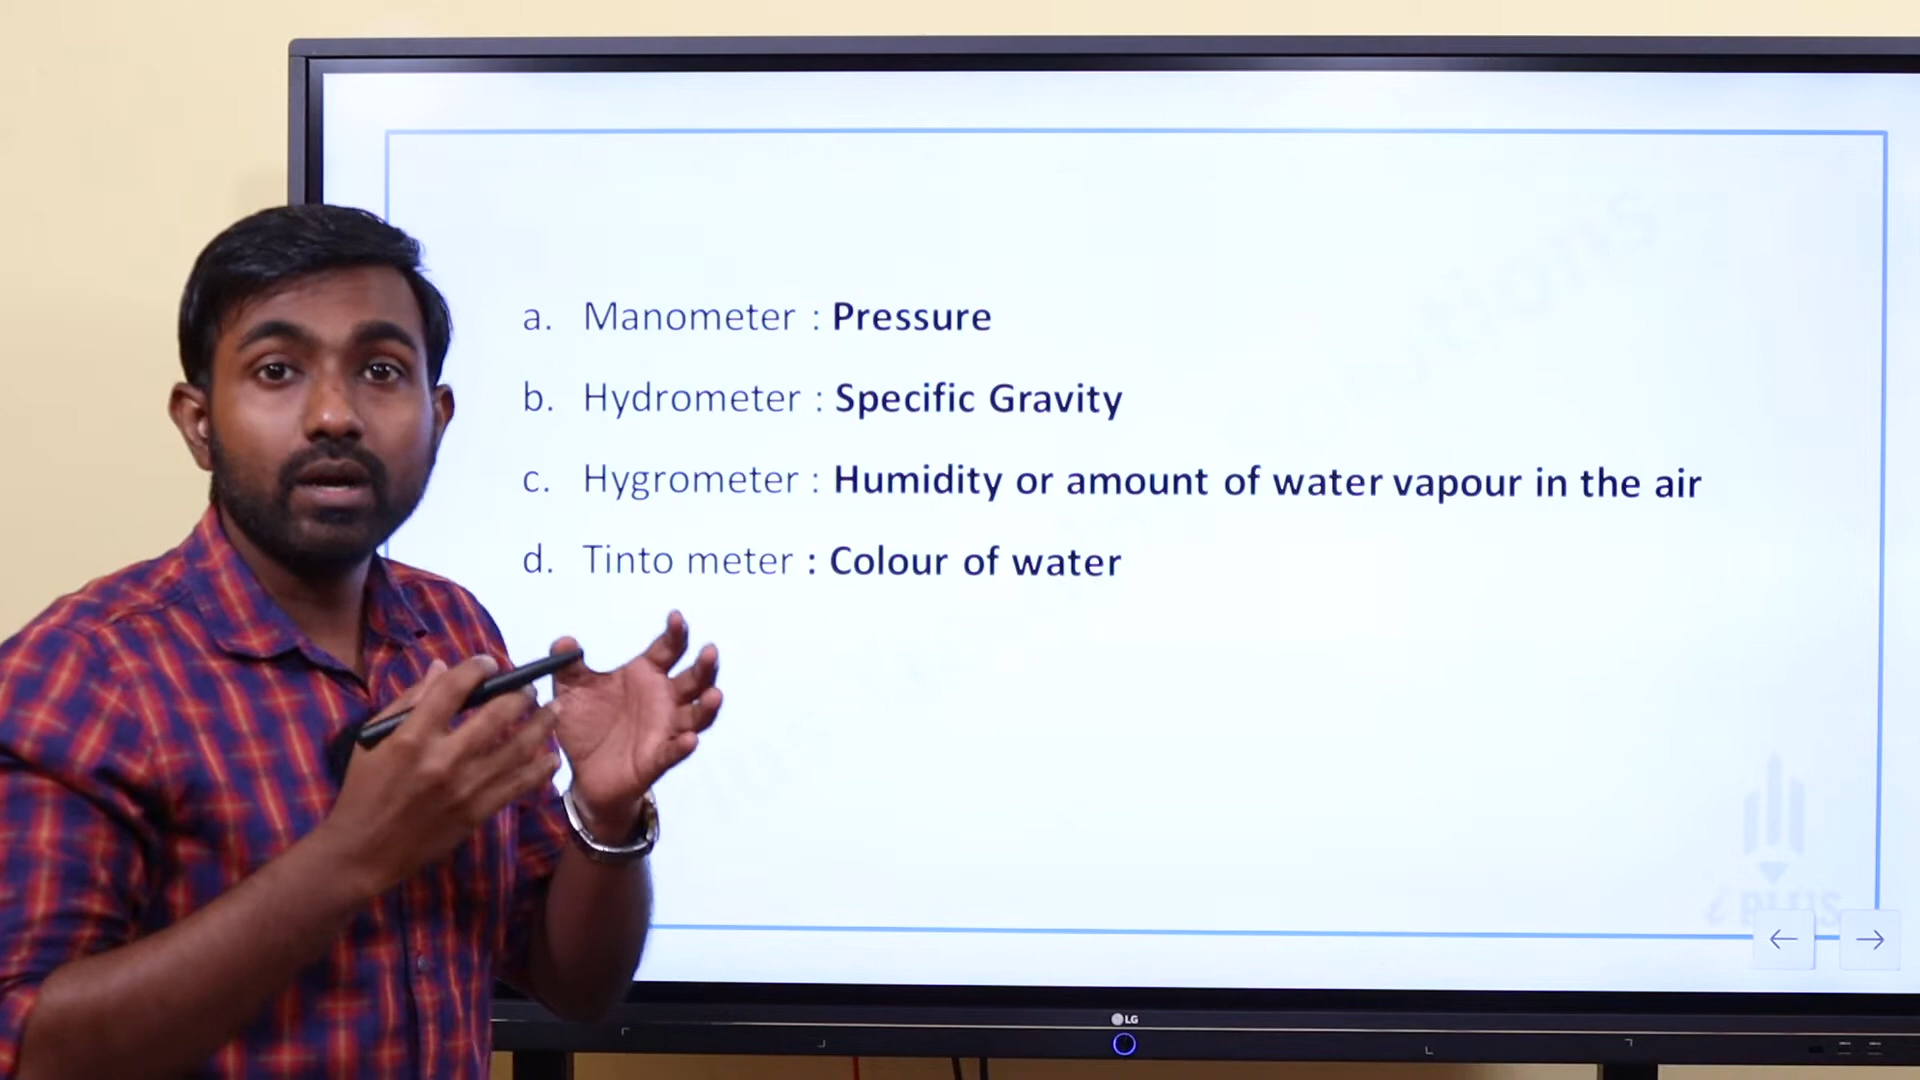 a. Manometer : Pressure
b. Hydrometer : Specific Gravity
c. Hygrometer : Humidity or amount of water vapour in the air
d. Tinto meter : Colour of water
i PLUS
LG